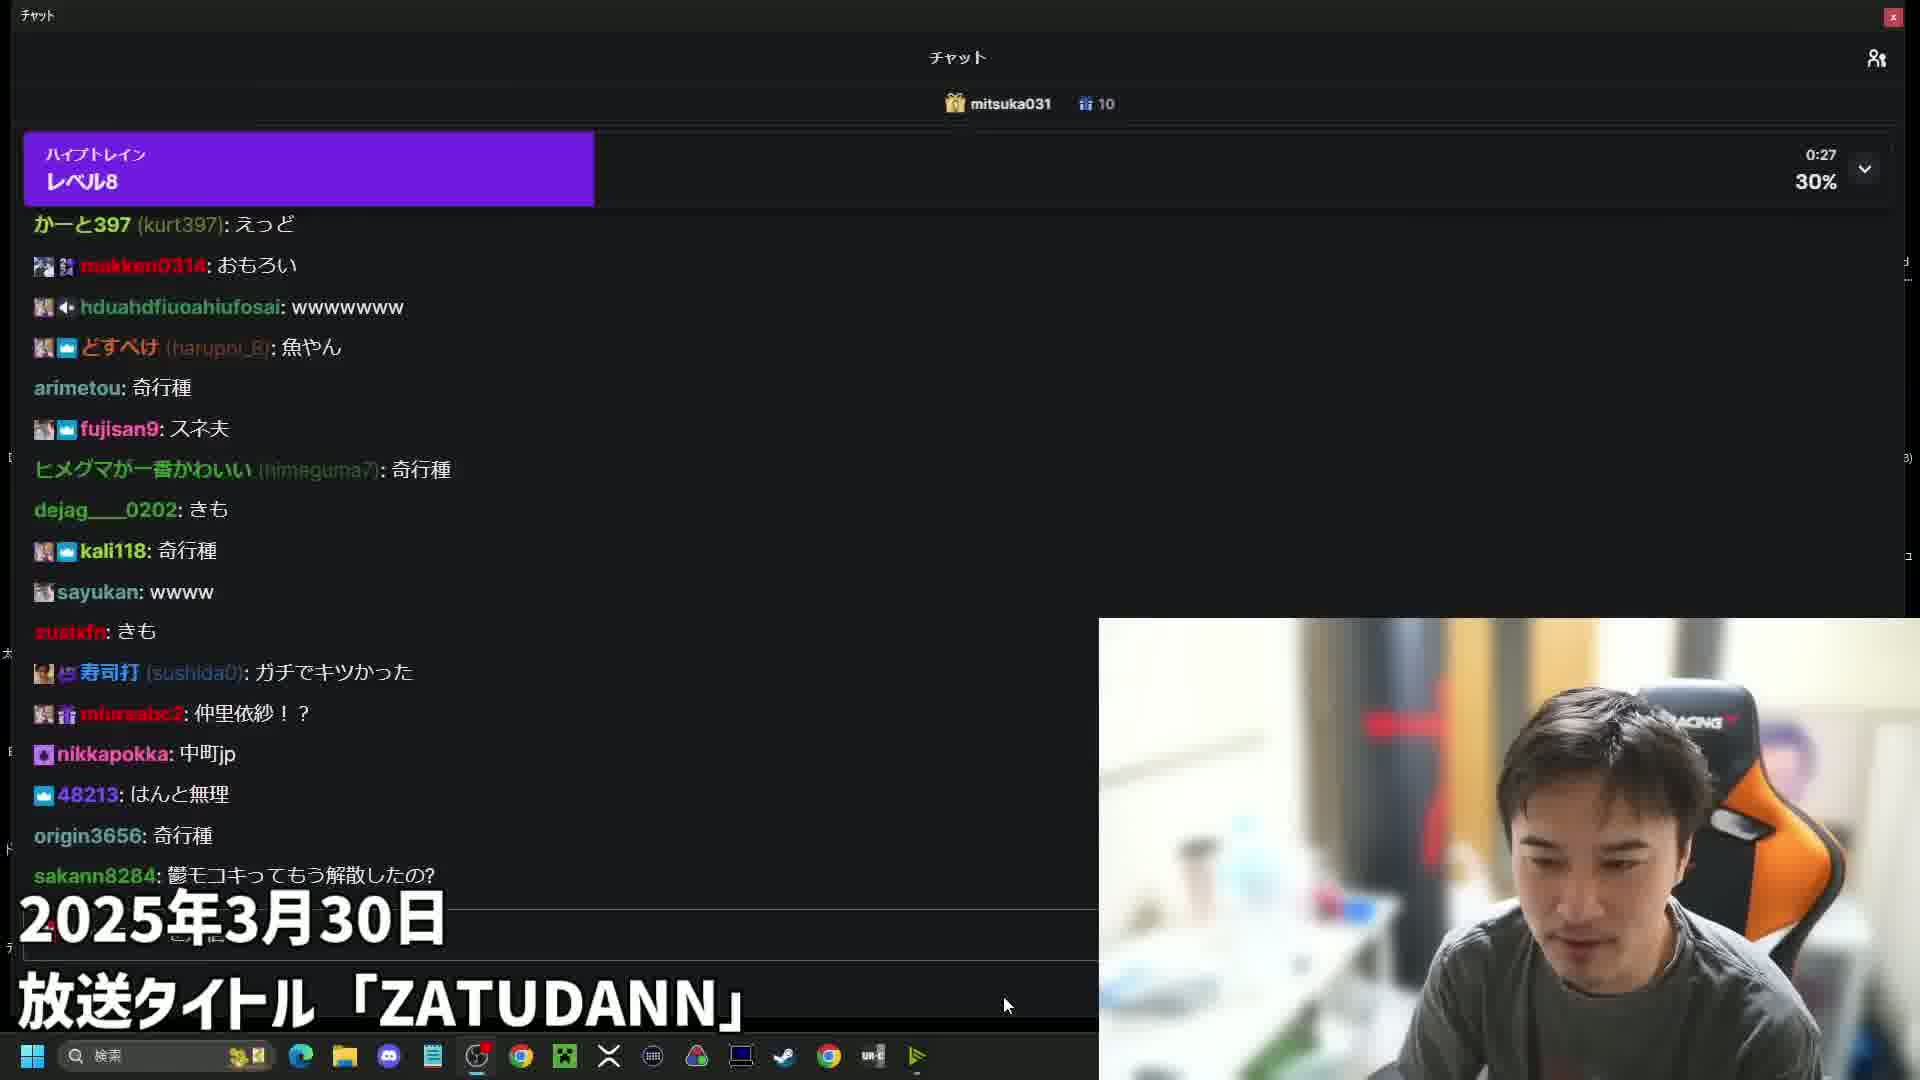 チャット
チャット
mitsuka031 10
ハイプトレイン
レベル8
0:27
30%
かーと397 (kurt397): えっど
makken0314: おもろい
hduahdfiuoahiufosai: wwwwwww
どすべけ (harupoi_8): 魚やん
arimetou: 奇行種
fujisan9: スネ夫
ヒメグマが一番かわいい (himeguma7): 奇行種
dejag____0202: きも
kali118: 奇行種
sayukan: wwww
zusixfn: きも
寿司打 (sushida0): ガチでキツかった
miuraabc2: 仲里依紗！？
nikkapokka: 中町jp
48213: はんと無理
origin3656: 奇行種
sakann8284: 鬱モコキってもう解散したの?
2025年3月30日
放送タイトル「ZATUDANN」
検索